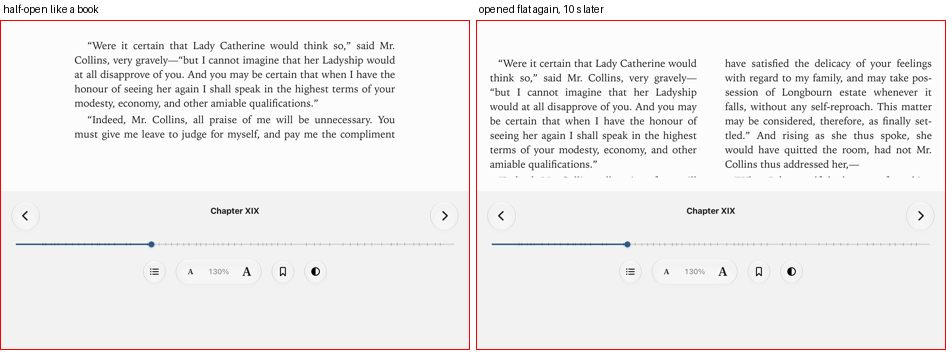 half-open like a book
“Were it certain that Lady Catherine would think so,” said Mr.
Collins, very gravely—“but I cannot imagine that her Ladyship would
at all disapprove of you. And you may be certain that when I have the
honour of seeing her again I shall speak in the highest terms of your
modesty, economy, and other amiable qualifications.”
“Indeed, Mr. Collins, all praise of me will be unnecessary. You
must give me leave to judge for myself, and pay me the compliment
Chapter XIX
A 130% A
opened flat again, 10 s later
“Were it certain that Lady Catherine would
think so,” said Mr. Collins, very gravely—
“but I cannot imagine that her Ladyship
would at all disapprove of you. And you may
be certain that when I have the honour of
seeing her again I shall speak in the highest
terms of your modesty, economy, and other
amiable qualifications.”
have satisfied the delicacy of your feelings
with regard to my family, and may take pos-
session of Longbourn estate whenever it
falls, without any self-reproach. This matter
may be considered, therefore, as finally set-
tled.” And rising as she thus spoke, she
would have quitted the room, had not Mr.
Collins thus addressed her,—
Chapter XIX
A 130% A